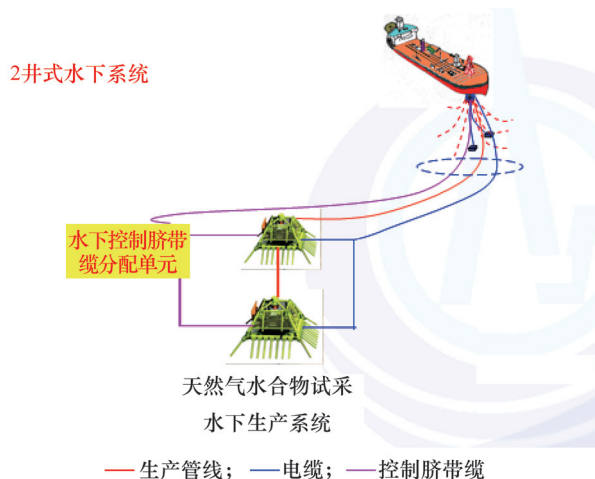 2井式水下系统
水下控制脐带
缆分配单元
天然气水合物试采
水下生产系统
生产管线； 电缆； 控制脐带缆